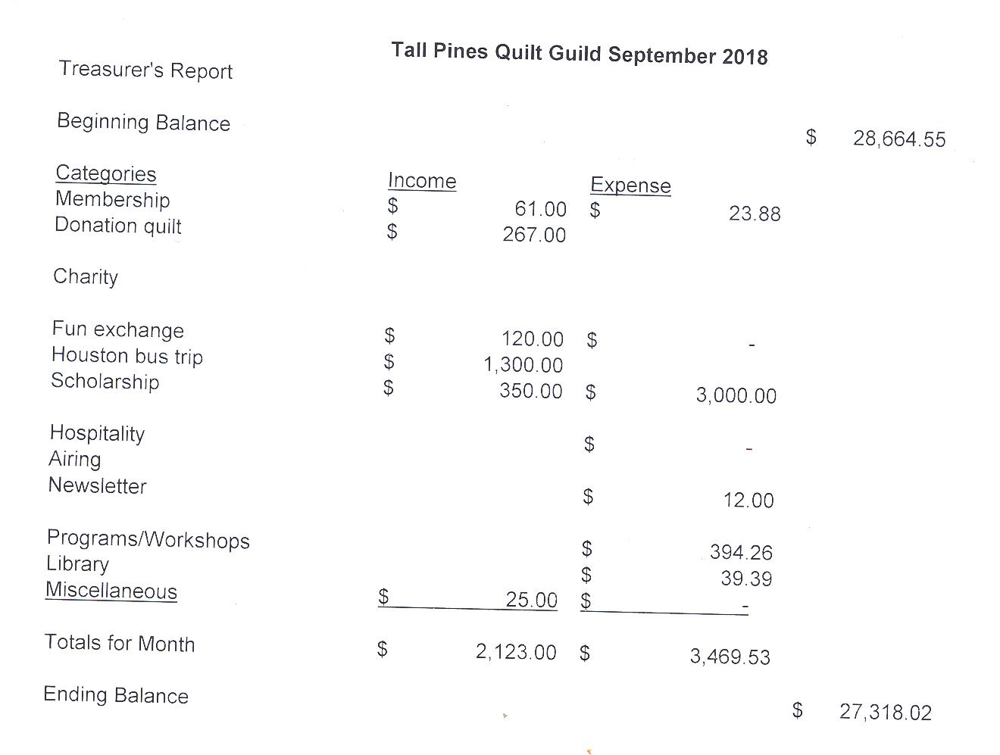 Tall Pines Quilt Guild September 2018
Treasurer's Report
Beginning Balance $ 28,664.55
Categories Income Expense
Membership $ 61.00 $ 23.88
Donation quilt $ 267.00
Charity
Fun exchange $ 120.00 $ -
Houston bus trip $ 1,300.00
Scholarship $ 350.00 $ 3,000.00
Hospitality $ -
Airing
Newsletter $ 12.00
Programs/Workshops $ 394.26
Library $ 39.39
Miscellaneous $ 25.00 $ -
Totals for Month $ 2,123.00 $ 3,469.53
Ending Balance $ 27,318.02